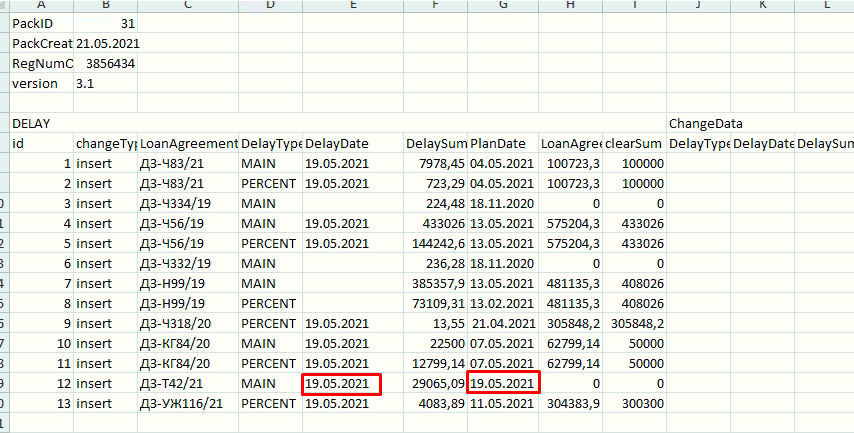 A B C D E F G H I J K L
PackID 31
PackCreat 21.05.2021
RegNumO 3856434
version 3.1
DELAY ChangeData
id changeTyp LoanAgreement DelayType DelayDate DelaySum PlanDate LoanAgree clearSum DelayType DelayDate DelaySum
1 insert ДЗ-Ч83/21 MAIN 19.05.2021 7978,45 04.05.2021 100723,3 100000
2 insert ДЗ-Ч83/21 PERCENT 19.05.2021 723,29 04.05.2021 100723,3 100000
3 insert ДЗ-Ч334/19 MAIN 224,48 18.11.2020 0 0
4 insert ДЗ-Ч56/19 MAIN 19.05.2021 433026 13.05.2021 575204,3 433026
5 insert ДЗ-Ч56/19 PERCENT 19.05.2021 144242,6 13.05.2021 575204,3 433026
6 insert ДЗ-Ч332/19 MAIN 236,28 18.11.2020 0 0
7 insert ДЗ-Н99/19 MAIN 385357,9 13.05.2021 481135,3 408026
8 insert ДЗ-Н99/19 PERCENT 73109,31 13.02.2021 481135,3 408026
9 insert ДЗ-Ч318/20 PERCENT 19.05.2021 13,55 21.04.2021 305848,2 305848,2
10 insert ДЗ-КГ84/20 MAIN 19.05.2021 22500 07.05.2021 62799,14 50000
11 insert ДЗ-КГ84/20 PERCENT 19.05.2021 12799,14 07.05.2021 62799,14 50000
12 insert ДЗ-Т42/21 MAIN 19.05.2021 29065,09 19.05.2021 0 0
13 insert ДЗ-УЖ116/21 PERCENT 19.05.2021 4083,89 11.05.2021 304383,9 300300